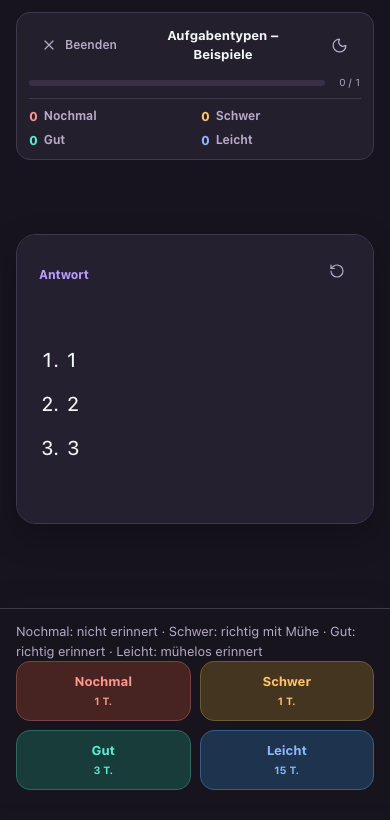 Beenden
Aufgabentypen –
Beispiele
0 / 1
0 Nochmal
0 Schwer
0 Gut
0 Leicht
Antwort
1. 1
2. 2
3. 3
Nochmal: nicht erinnert · Schwer: richtig mit Mühe · Gut:
richtig erinnert · Leicht: mühelos erinnert
Nochmal
1 T.
Schwer
1 T.
Gut
3 T.
Leicht
15 T.